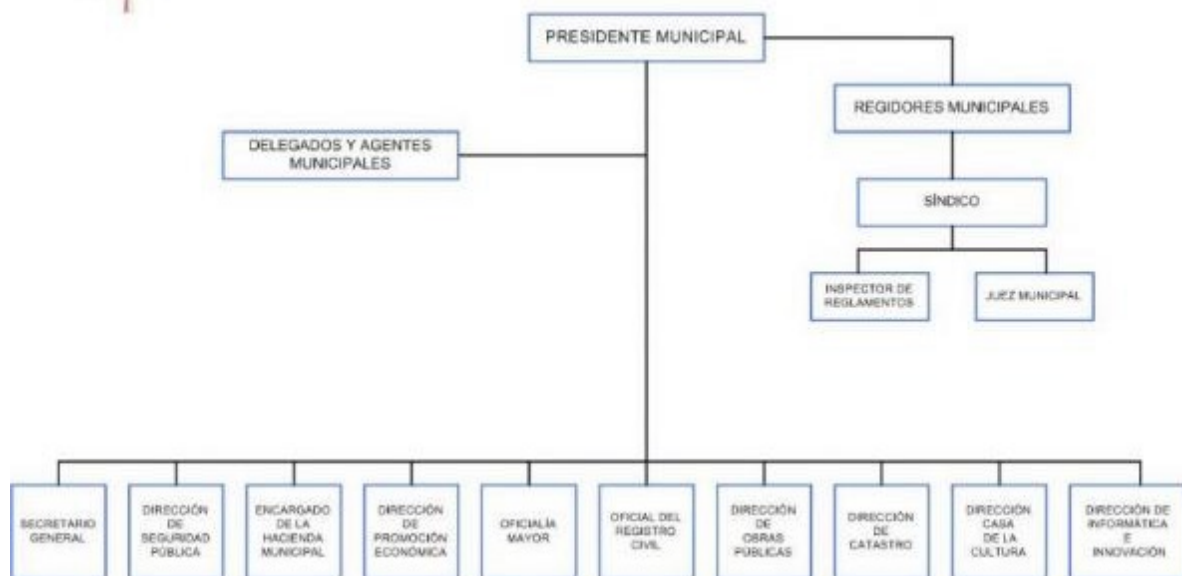 PRESIDENTE MUNICIPAL
REGIDORES MUNICIPALES
DELEGADOS Y AGENTES
MUNICIPALES
SÍNDICO
INSPECTOR DE
REGLAMENTOS
JUEZ MUNICIPAL
SECRETARIO
GENERAL
DIRECCIÓN
DE
SEGURIDAD
PÚBLICA
ENCARGADO
DE LA
HACIENDA
MUNICIPAL
DIRECCIÓN
DE
PROMOCIÓN
ECONÓMICA
OFICIALÍA
MAYOR
OFICIAL DEL
REGISTRO
CIVIL
DIRECCIÓN
DE
OBRAS
PÚBLICAS
DIRECCIÓN
DE
CATASTRO
DIRECCIÓN
CASA
DE LA
CULTURA
DIRECCIÓN DE
INFORMÁTICA
E
INNOVACIÓN